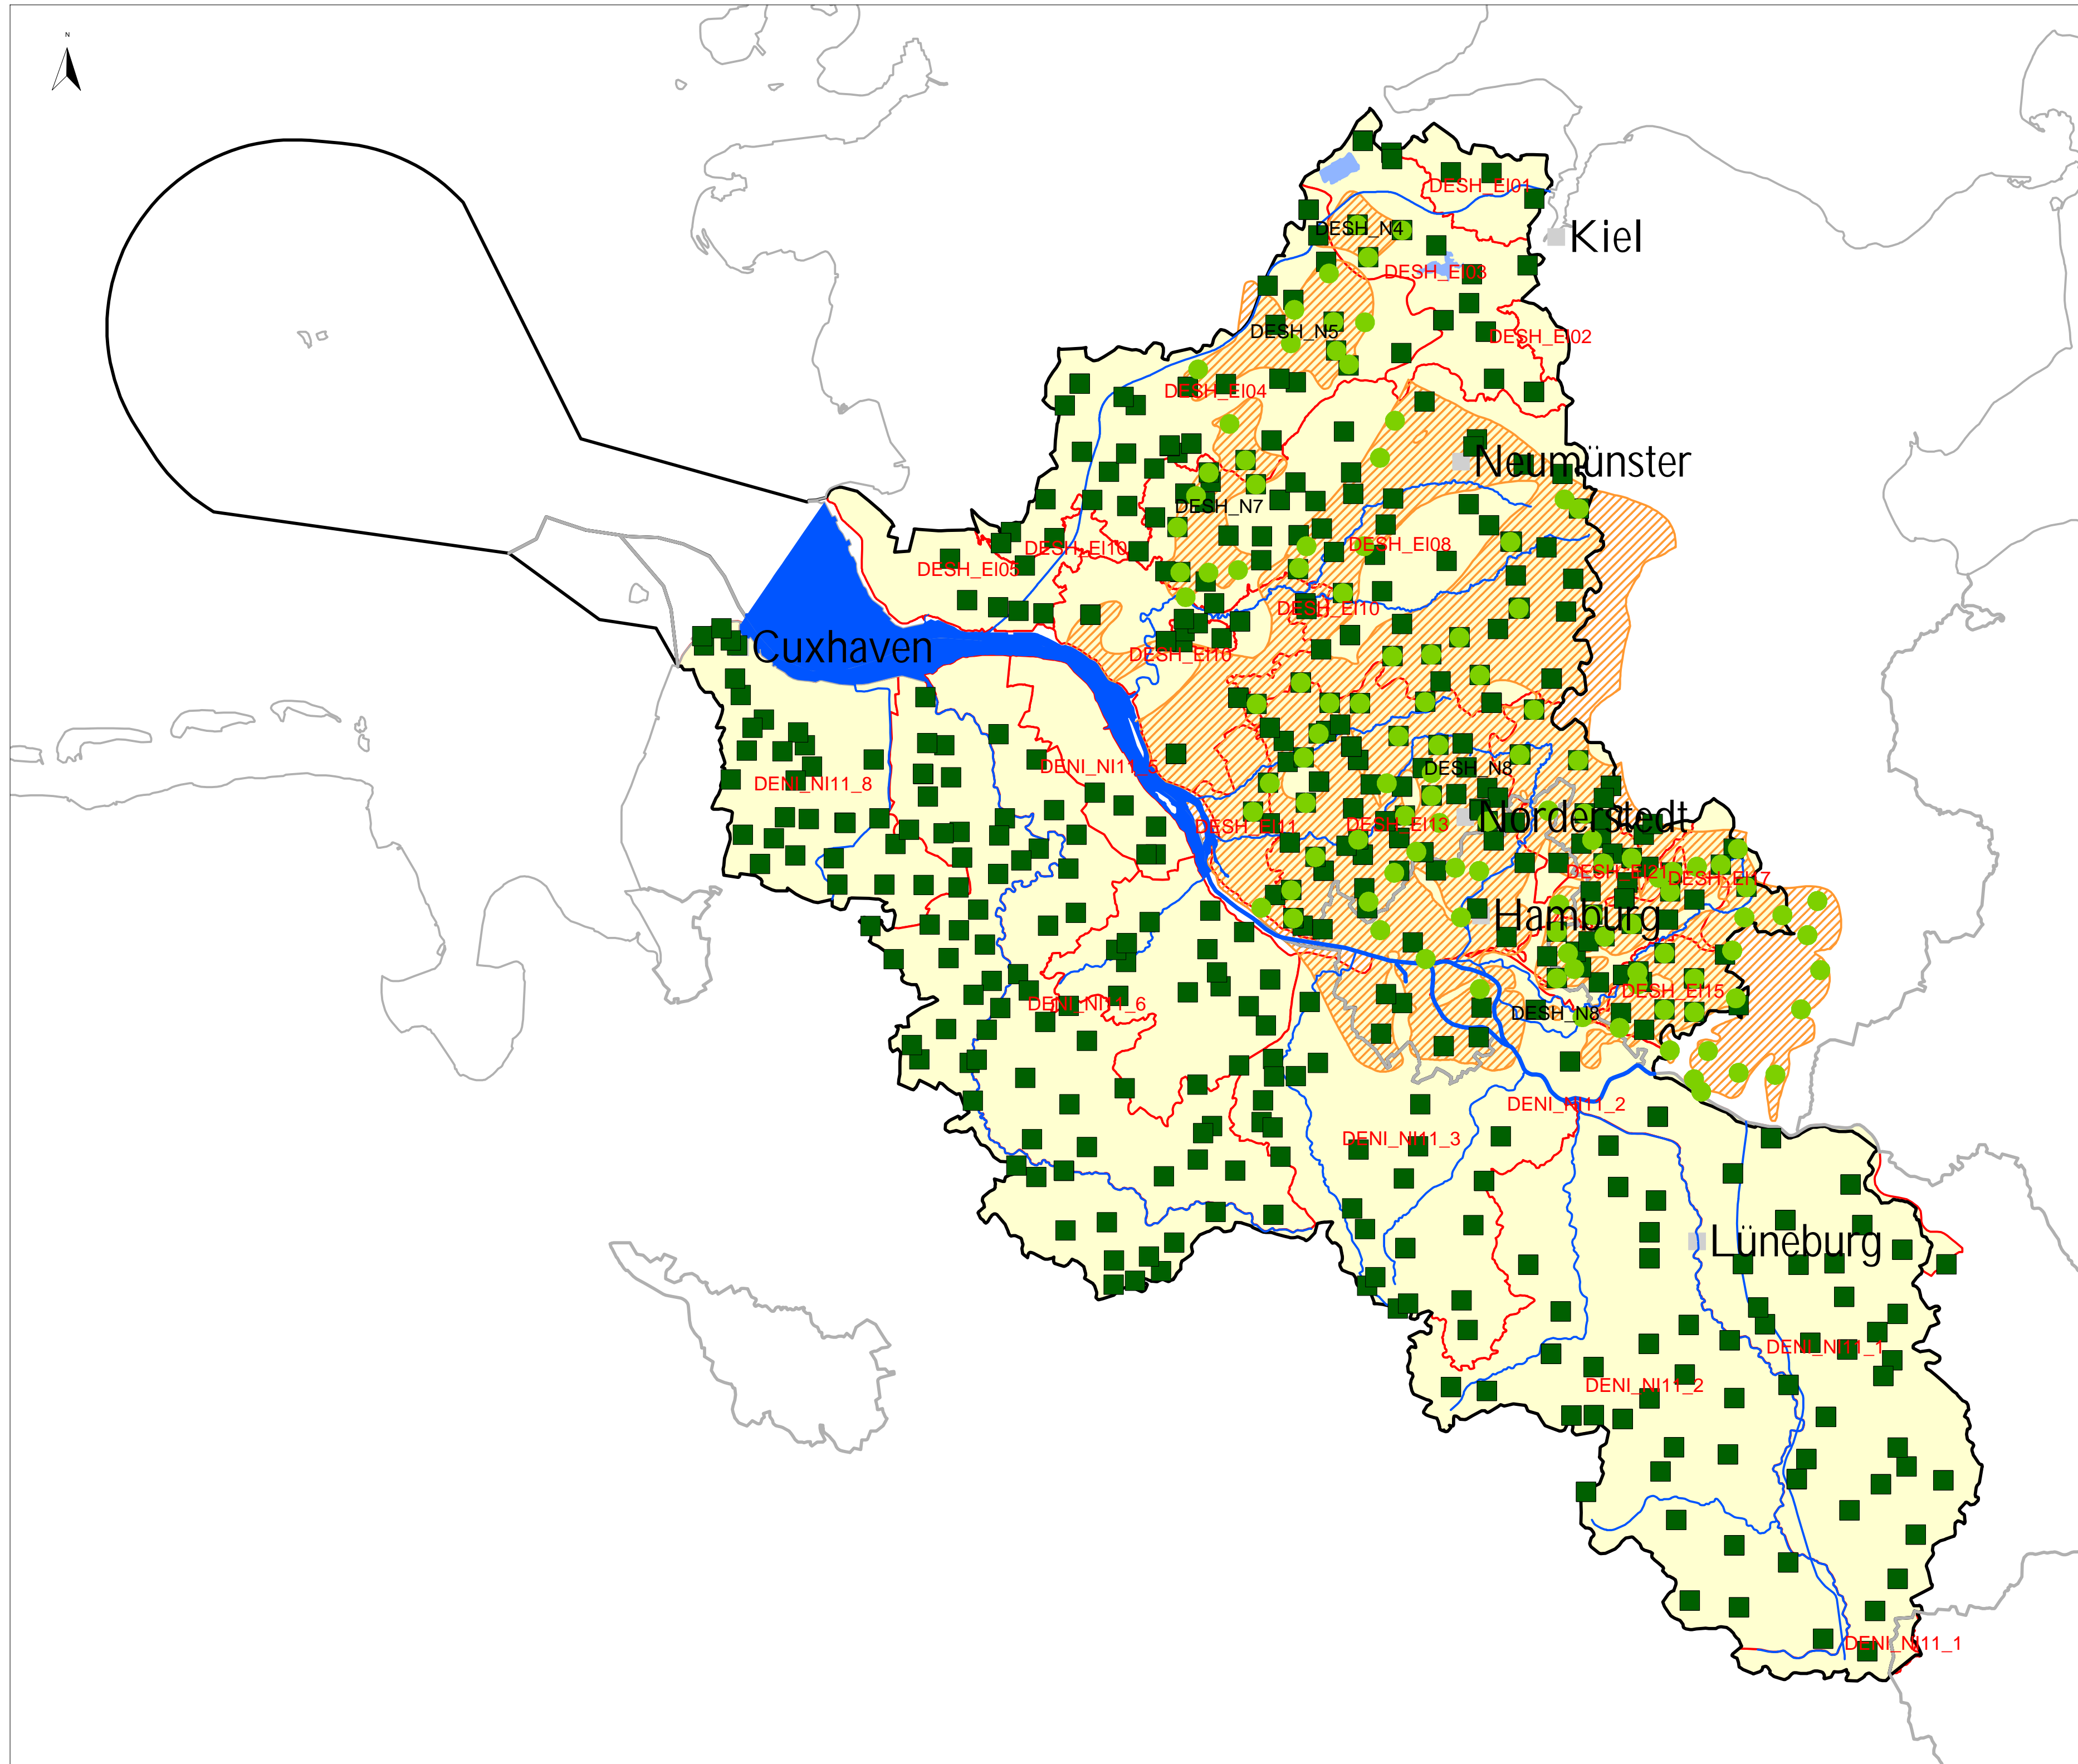 N
DESH_EI01
DESH_N4
Kiel
DESH_EI03
DESH_N5
DESH_EI02
DESH_EI04
Neumünster
DESH_N7
DESH_EI10
DESH_EI08
DESH_EI05
DESH_EI10
Cuxhaven
DESH_EI10
DENI_NI11_5
DESH_N8
DENI_NI11_8
Norderstedt
DESH_EI11
DESH_EI13
DESH_EI21
DESH_EI17
Hamburg
DESH_EI15
DENI_NI11_6
DESH_N8
DENI_NI11_2
DENI_NI11_3
Lüneburg
DENI_NI11_1
DENI_NI11_2
DENI_NI11_1